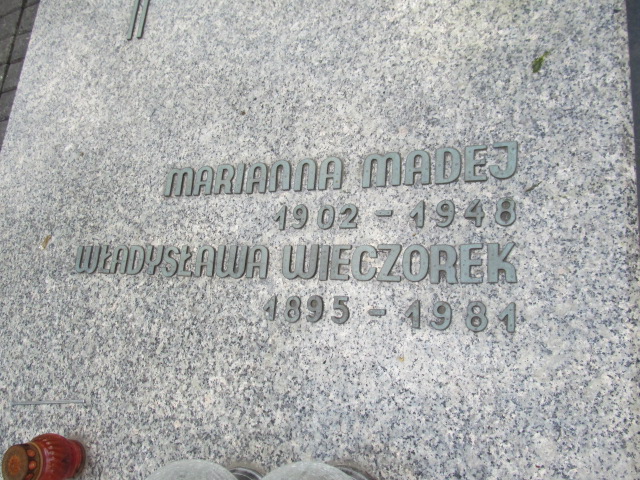 MARIANNA MADEJ
1902 - 1948
WŁADYSŁAWA WIECZOREK
1895 - 1981